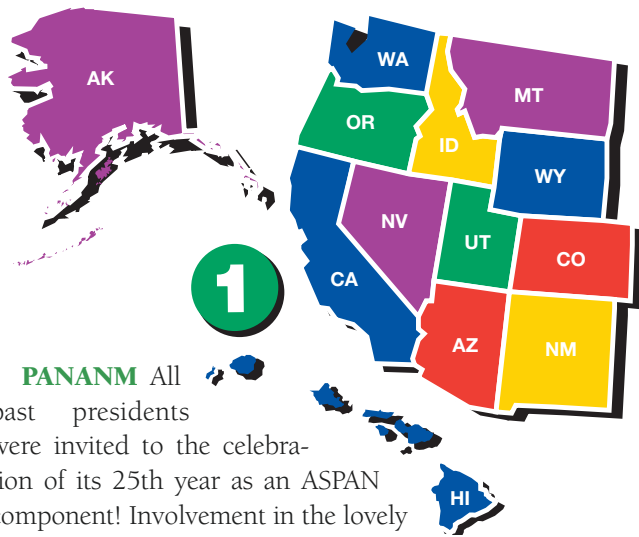 AK
WA
MT
OR
ID
WY
NV
UT
CO
CA
AZ
NM
1
PANANM All
past presidents
were invited to the celebra-
ion of its 25th year as an ASPAN
component! Involvement in the lovely
HI